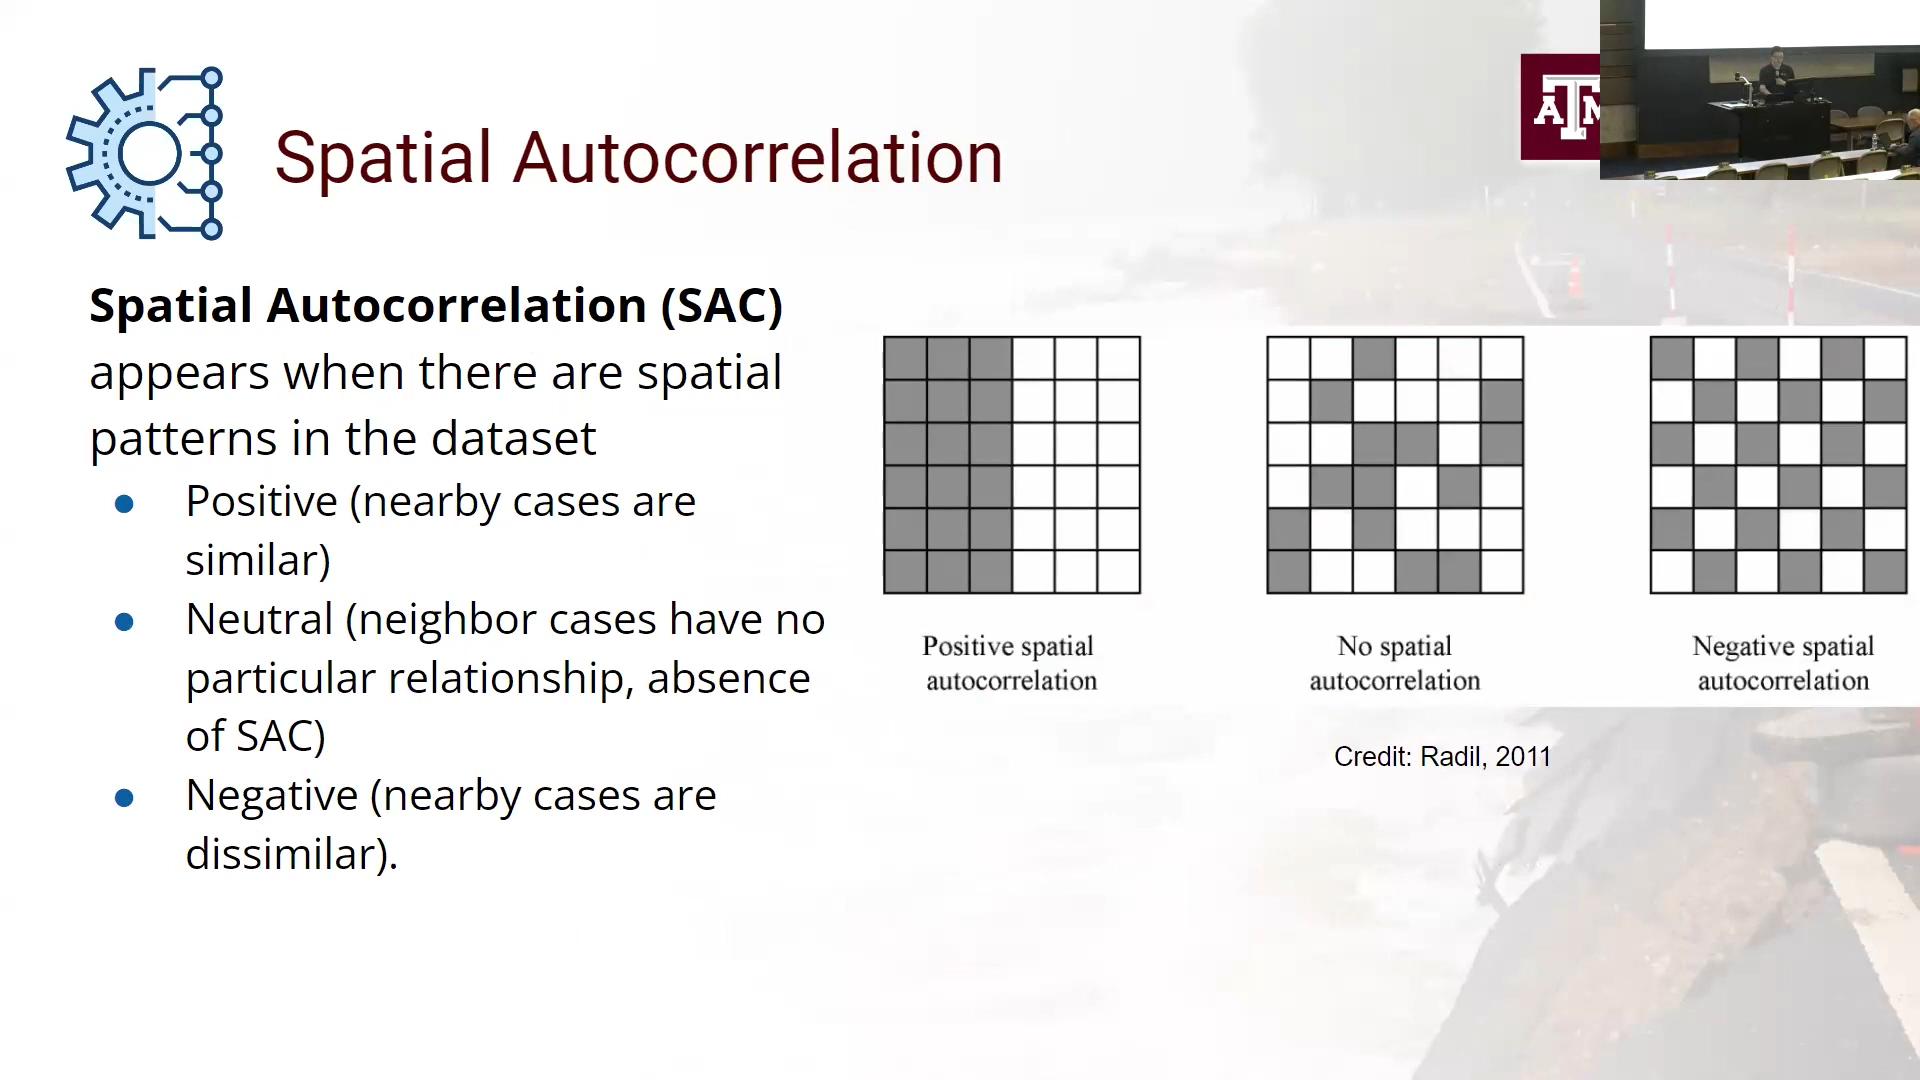 Spatial Autocorrelation
ATM
Spatial Autocorrelation (SAC)
appears when there are spatial
patterns in the dataset
Positive (nearby cases are
similar)
Neutral (neighbor cases have no
particular relationship, absence
of SAC)
Negative (nearby cases are
dissimilar).
Positive spatial
autocorrelation
No spatial
autocorrelation
Negative spatial
autocorrelation
Credit: Radil, 2011